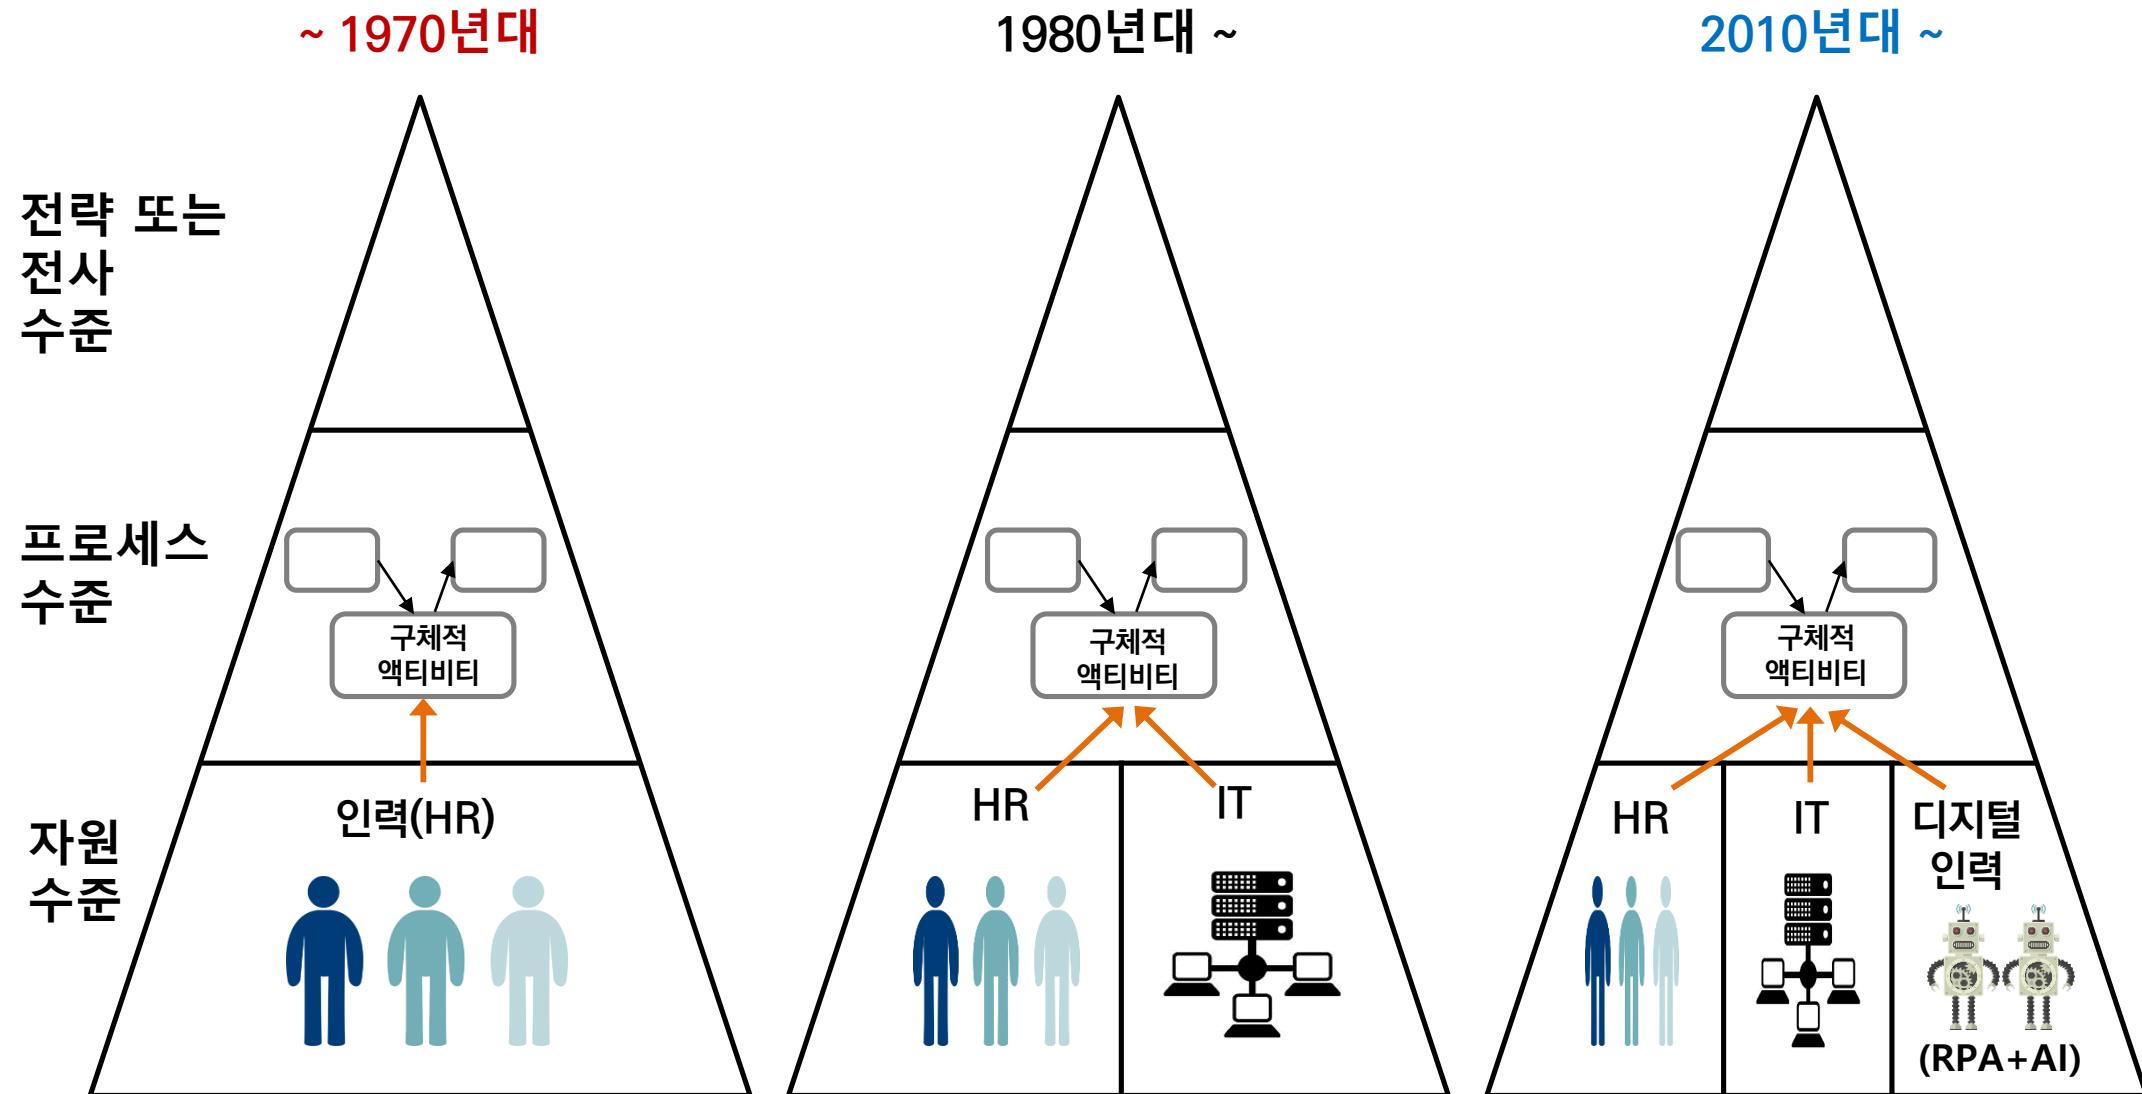 ~ 1970년대
1980년대 ~
2010년대 ~
전략 또는
전사
수준
프로세스
수준
구체적
액티비티
구체적
액티비티
구체적
액티비티
자원
수준
인력(HR)
HR
IT
HR
IT
디지털
인력
(RPA+AI)